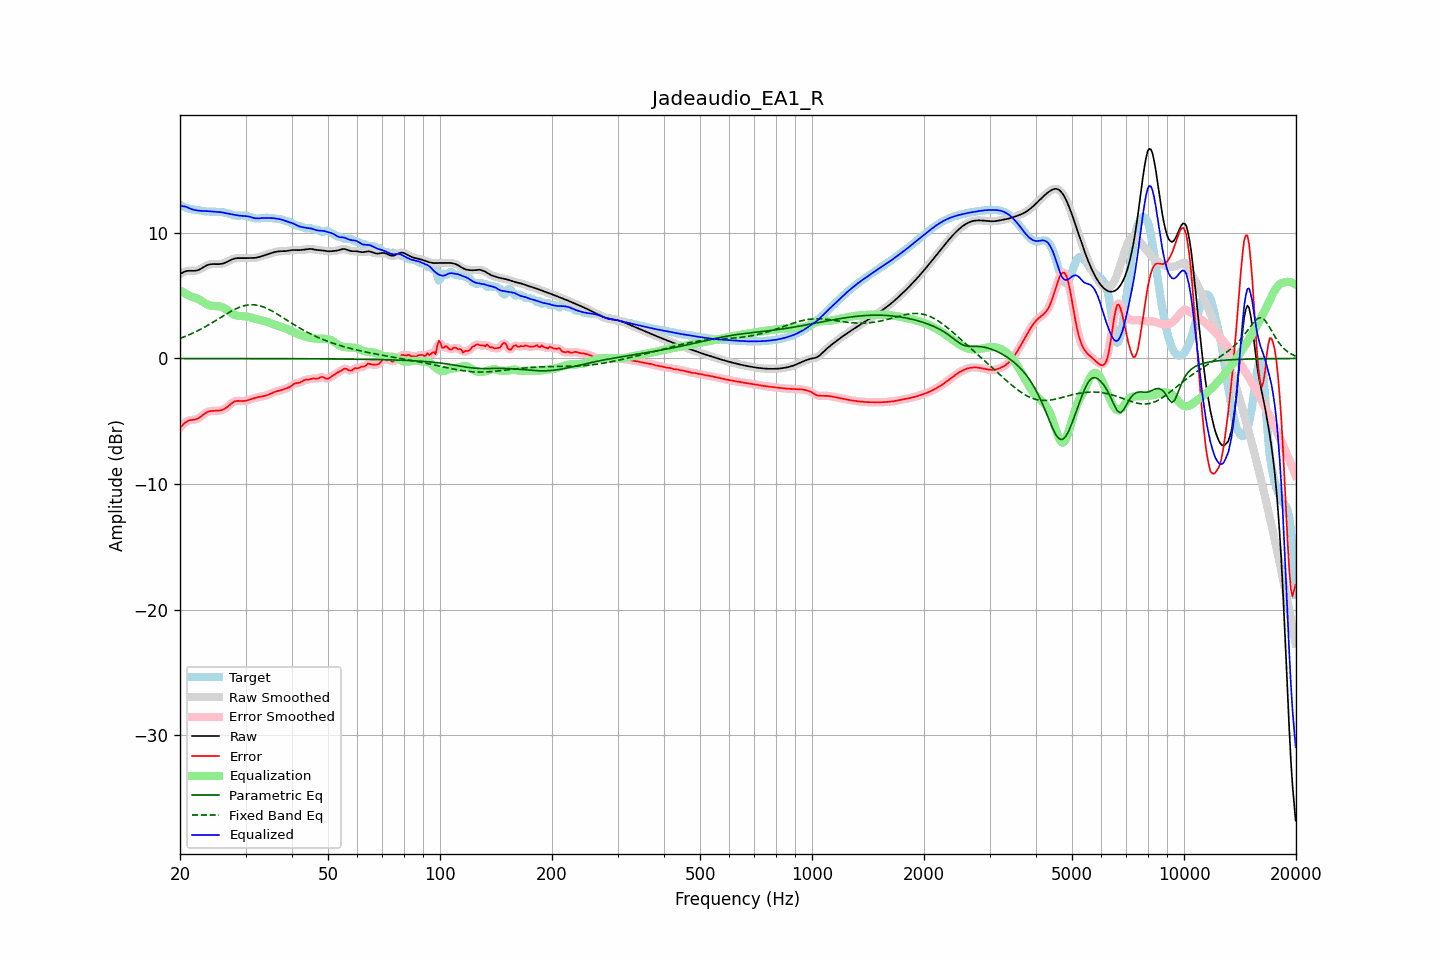 Jadeaudio_EA1_R
Amplitude (dBr)
10
0
−10
−20
−30
Target
Raw Smoothed
Error Smoothed
Raw
Error
Equalization
Parametric Eq
Fixed Band Eq
Equalized
20 50 100 200 500 1000 2000 5000 10000 20000
Frequency (Hz)